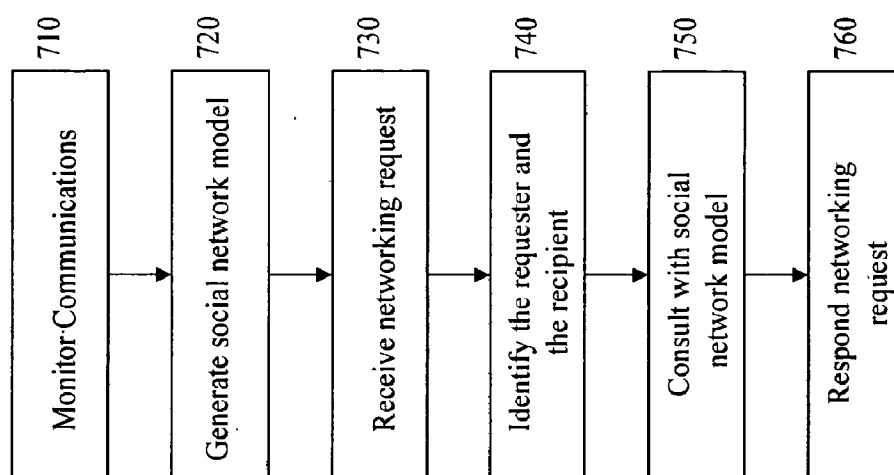 710
Monitor Communications
720
Generate social network model
730
Receive networking request
740
Identify the requester and
the recipient
750
Consult with social
network model
760
Respond networking
request